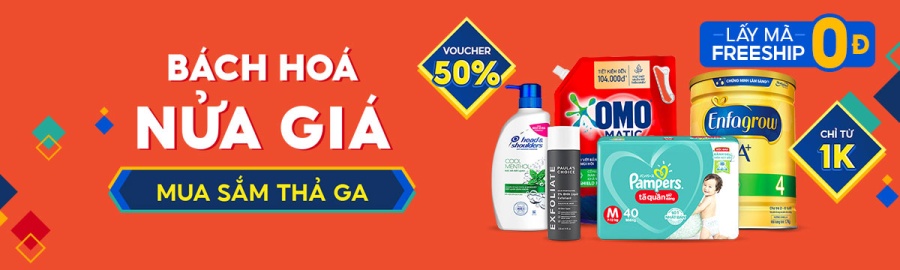 BÁCH HOÁ
NỬA GIÁ
MUA SẮM THẢ GA
VOUCHER
50%
LẤY MÃ
FREESHIP
0Đ
CHỈ TỪ
1K
head&
shoulders
COOL
MENTHOL
EXFOLIATE
PAULA'S
CHOICE
TIẾT KIỆM ĐẾN
104.000đ
OMO
MATIC
Pampers
tã quần
M
40
Enfagrow
A+
4